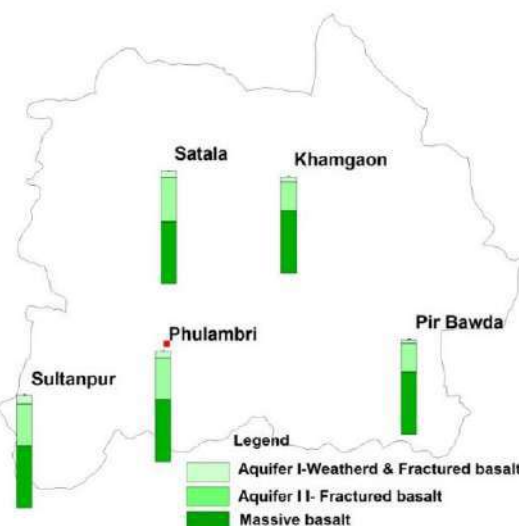 Satala
Khamgaon
Phulambri
Pir Bawda
Sultanpur
Legend
Aquifer I-Weatherd & Fractured basalt
Aquifer I I- Fractured basalt
Massive basalt